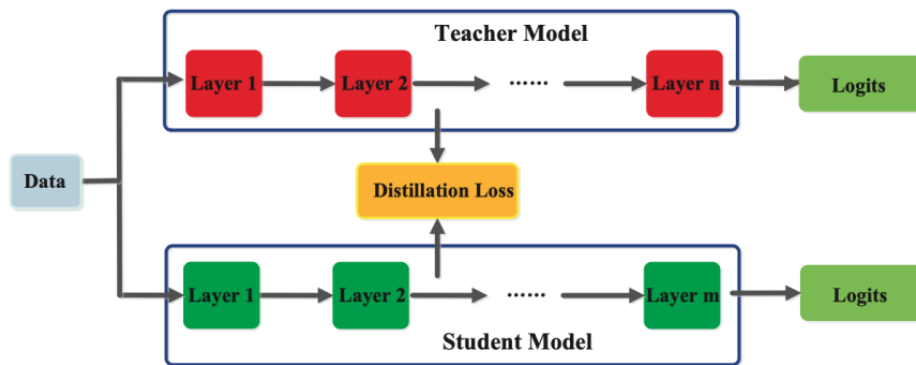 Teacher Model
Layer 1
Layer 2
......
Layer n
Logits
Data
Distillation Loss
Layer 1
Layer 2
......
Layer m
Logits
Student Model